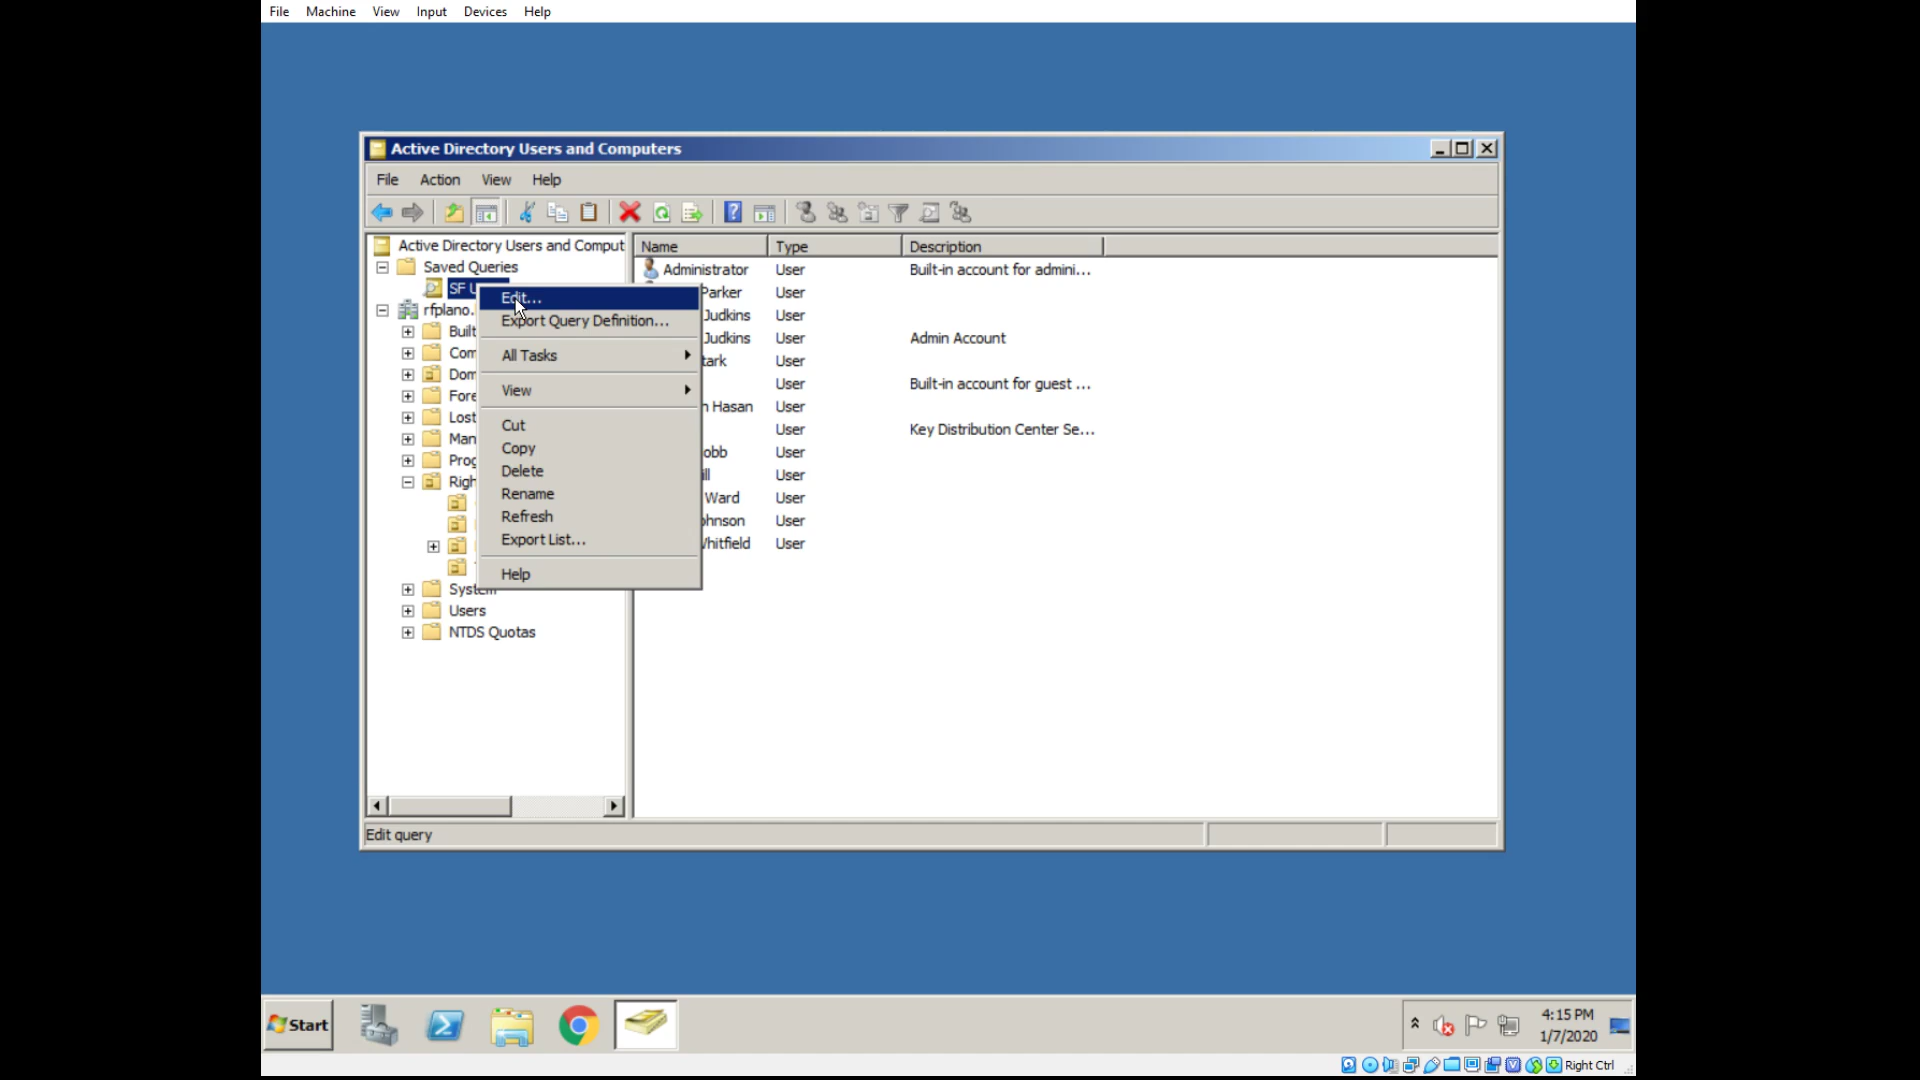 File Machine View Input Devices Help
Active Directory Users and Computers
File Action View Help
Active Directory Users and Comput
Saved Queries
SF U
rfplano.
Built
Com
Dom
Fore
Lost
Man
Prog
Righ
System
Users
NTDS Quotas
Edit...
Export Query Definition...
All Tasks
View
Cut
Copy
Delete
Rename
Refresh
Export List...
Help
Name Type Description
Administrator User Built-in account for admini...
Parker User
Judkins User
Judkins User Admin Account
tark User
User Built-in account for guest ...
n Hasan User
User Key Distribution Center Se...
obb User
ill User
Ward User
ohnson User
Whitfield User
Edit query
Start
4:15 PM
1/7/2020
Right Ctrl